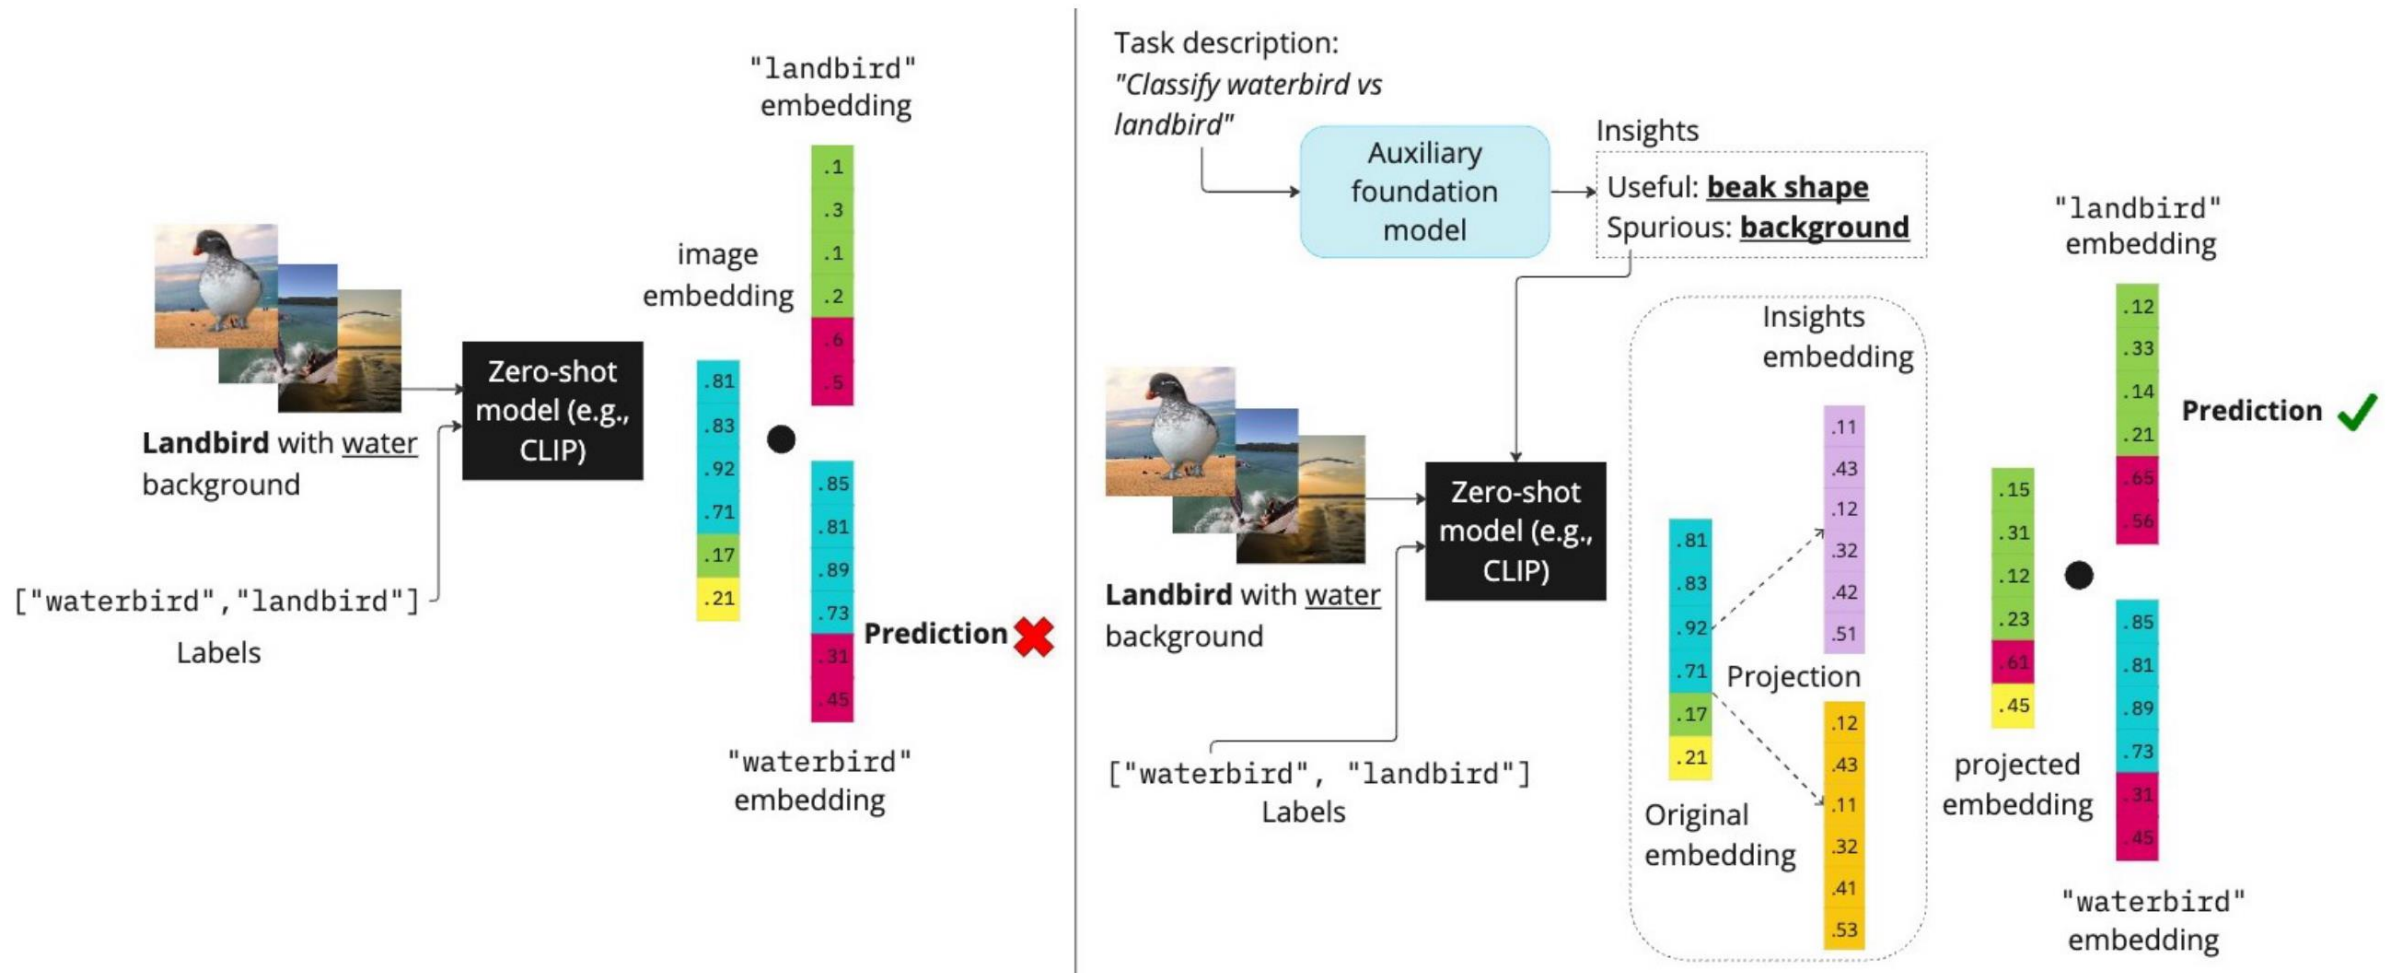 "landbird"
embedding
.1
.3
.1
.2
.6
.5
image
embedding
.81
.83
.92
.71
.17
.21
Zero-shot
model (e.g.,
CLIP)
Landbird with water
background
["waterbird","landbird"]
Labels
.85
.81
.89
.73
.31
.45
Prediction
"waterbird"
embedding
Task description:
"Classify waterbird vs
landbird"
Auxiliary
foundation
model
Insights
Useful: beak shape
Spurious: background
Landbird with water
background
["waterbird", "landbird"]
Labels
Zero-shot
model (e.g.,
CLIP)
Insights
embedding
.11
.43
.12
.32
.42
.51
.81
.83
.92
.71
.17
.21
Projection
.12
.43
.11
.32
.41
.53
Original
embedding
"landbird"
embedding
.12
.33
.14
.21
.65
.56
Prediction
.15
.31
.12
.23
.61
.45
projected
embedding
.85
.81
.89
.73
.31
.45
"waterbird"
embedding